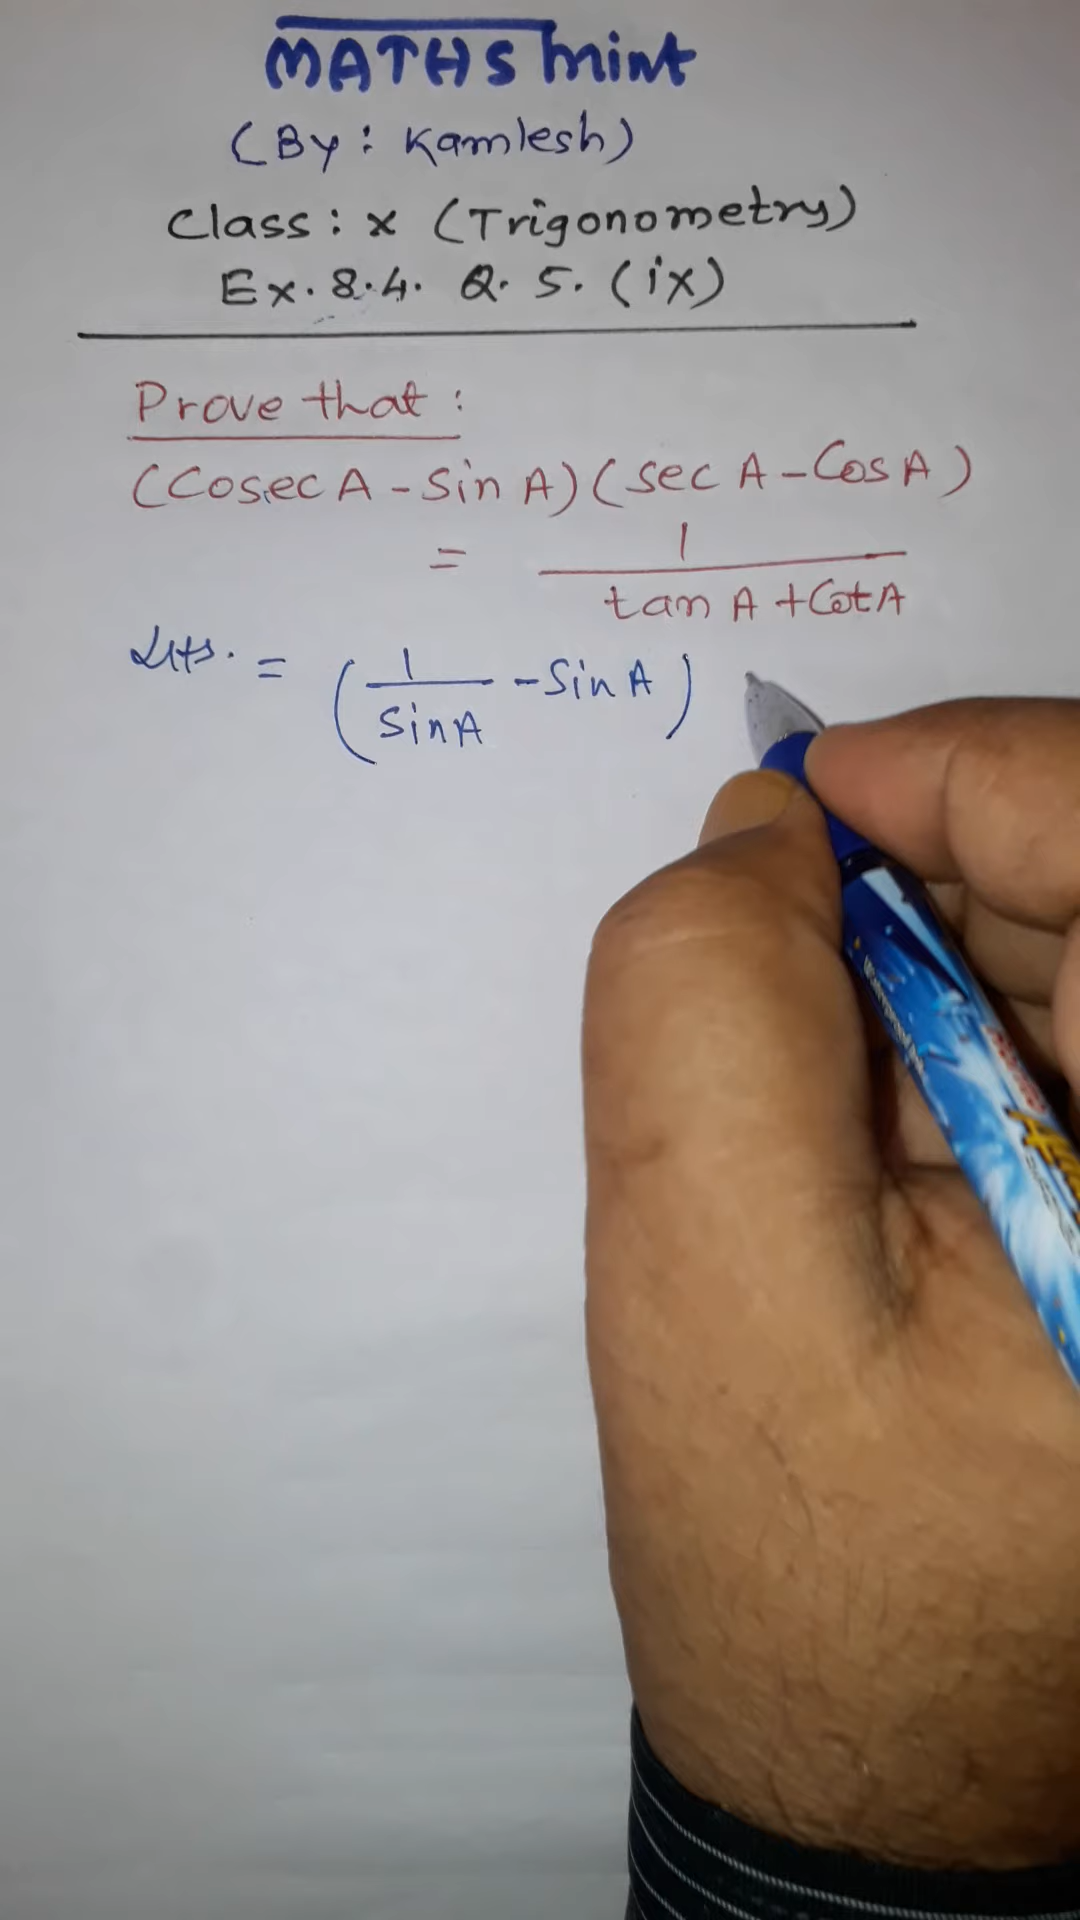 MATHS mint
(By: Kamlesh)
Class: x (Trigonometry)
Ex. 8.4. Q. 5. (ix)
Prove that:
(Cosec A - Sin A) (sec A - Cos A)
= 1 / tan A + Cot A
LHS. = (1 / Sin A - Sin A)